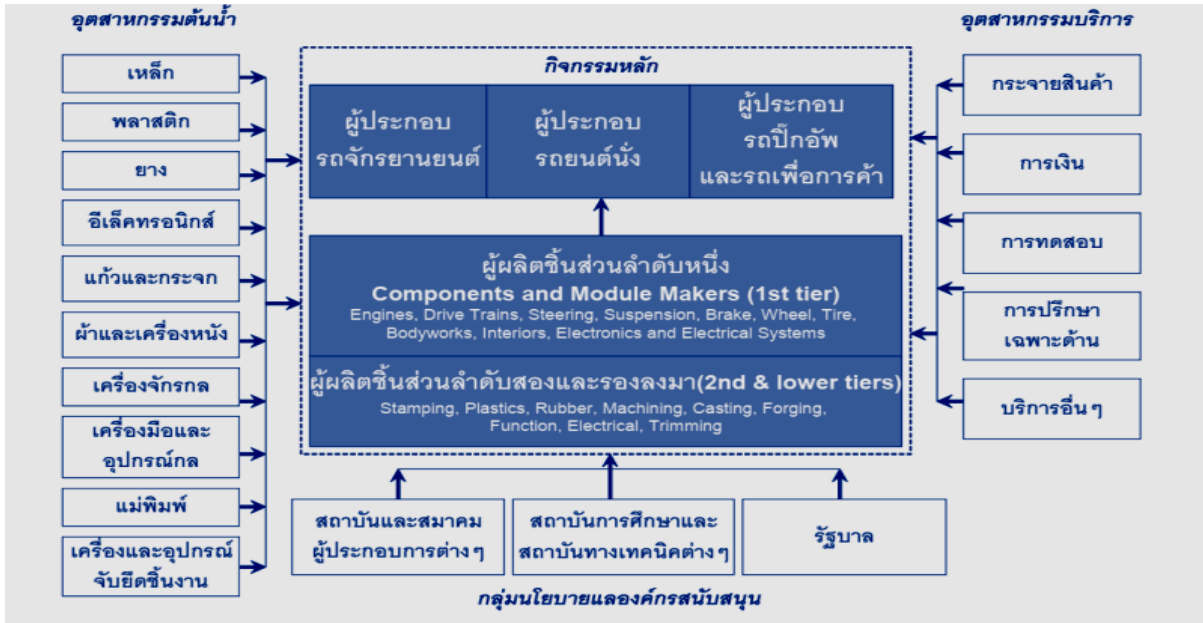 อุตสาหกรรมต้นน้ำ
เหล็ก
พลาสติก
ยาง
อีเล็คทรอนิกส์
แก้วและกระจก
ผ้าและเครื่องหนัง
เครื่องจักรกล
เครื่องมือและ
อุปกรณ์กล
แม่พิมพ์
เครื่องและอุปกรณ์
จับยึดชิ้นงาน
กิจกรรมหลัก
ผู้ประกอบ
รถจักรยานยนต์
ผู้ประกอบ
รถยนต์นั่ง
ผู้ประกอบ
รถปิ๊กอัพ
และรถเพื่อการค้า
ผู้ผลิตชิ้นส่วนลำดับหนึ่ง
Components and Module Makers (1st tier)
Engines, Drive Trains, Steering, Suspension, Brake, Wheel, Tire,
Bodyworks, Interiors, Electronics and Electrical Systems
ผู้ผลิตชิ้นส่วนลำดับสองและรองลงมา(2nd & lower tiers)
Stamping, Plastics, Rubber, Machining, Casting, Forging,
Function, Electrical, Trimming
อุตสาหกรรมบริการ
กระจายสินค้า
การเงิน
การทดสอบ
การปรึกษา
เฉพาะด้าน
บริการอื่นๆ
สถาบันและสมาคม
ผู้ประกอบการต่างๆ
สถาบันการศึกษาและ
สถาบันทางเทคนิคต่างๆ
รัฐบาล
กลุ่มนโยบายแลองค์กรสนับสนุน